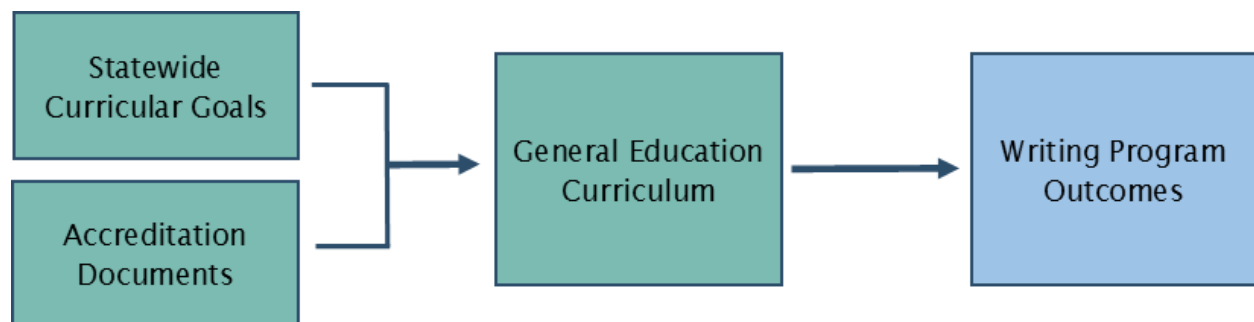 Statewide
Curricular Goals
Accreditation
Documents
General Education
Curriculum
Writing Program
Outcomes